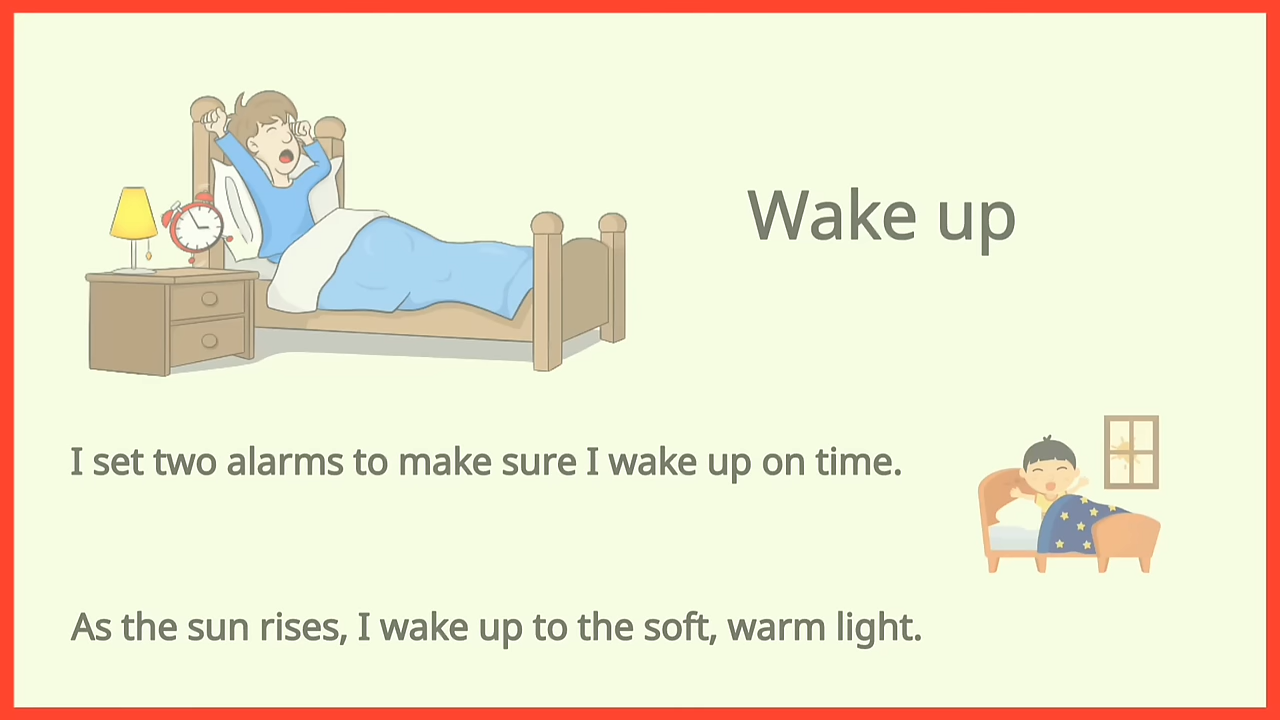 Wake up
I set two alarms to make sure I wake up on time.
As the sun rises, I wake up to the soft, warm light.